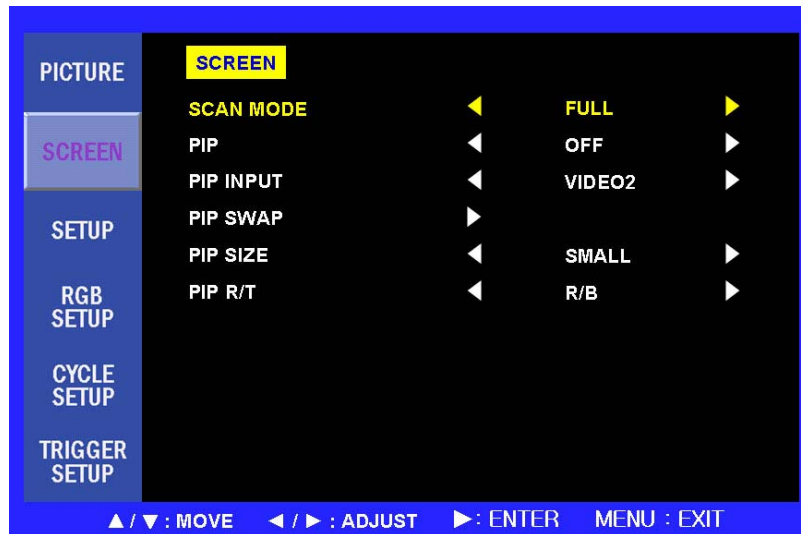 PICTURE
SCREEN
SETUP
RGB
SETUP
CYCLE
SETUP
TRIGGER
SETUP
SCREEN
SCAN MODE ◀ FULL ▶
PIP ◀ OFF ▶
PIP INPUT ◀ VIDEO2 ▶
PIP SWAP ▶
PIP SIZE ◀ SMALL ▶
PIP R/T ◀ R/B ▶
▲ / ▼ : MOVE ◀ / ▶ : ADJUST ▶: ENTER MENU : EXIT